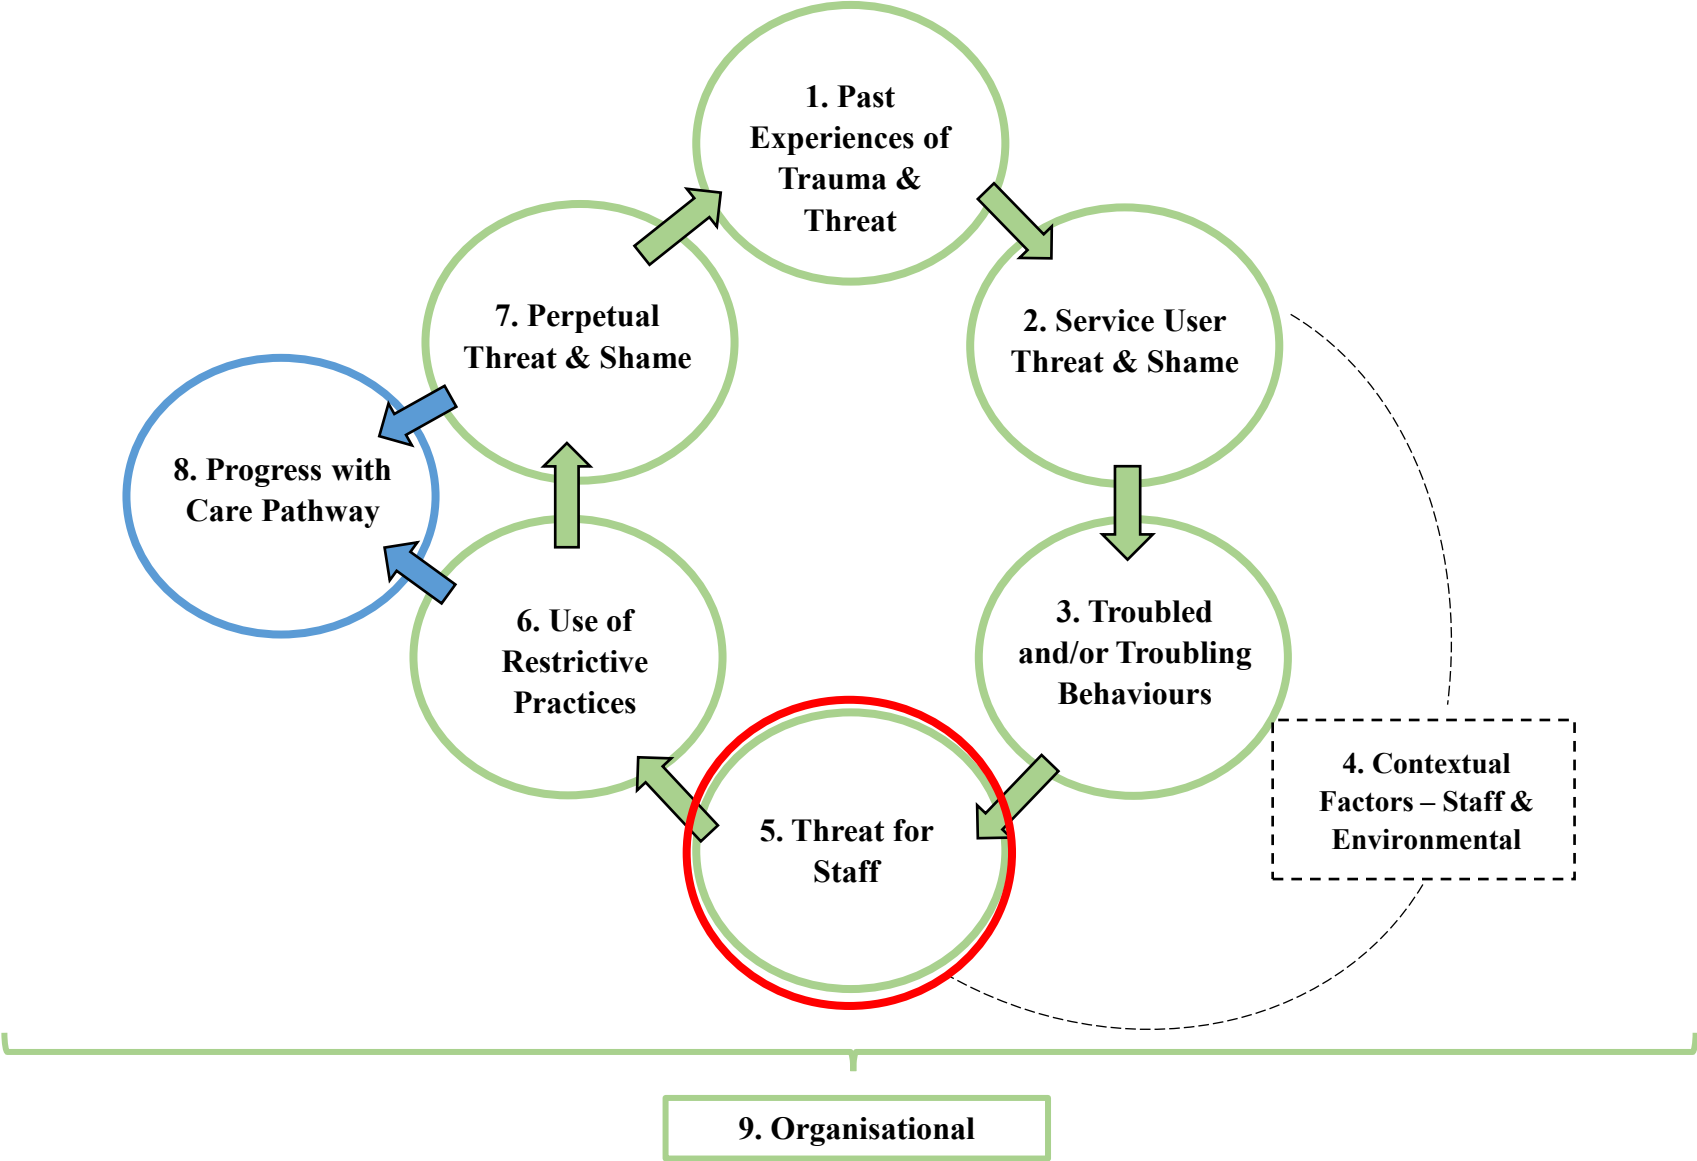 1. Past
Experiences of
Trauma &
Threat
2. Service User
Threat & Shame
3. Troubled
and/or Troubling
Behaviours
4. Contextual
Factors – Staff &
Environmental
5. Threat for
Staff
6. Use of
Restrictive
Practices
7. Perpetual
Threat & Shame
8. Progress with
Care Pathway
9. Organisational